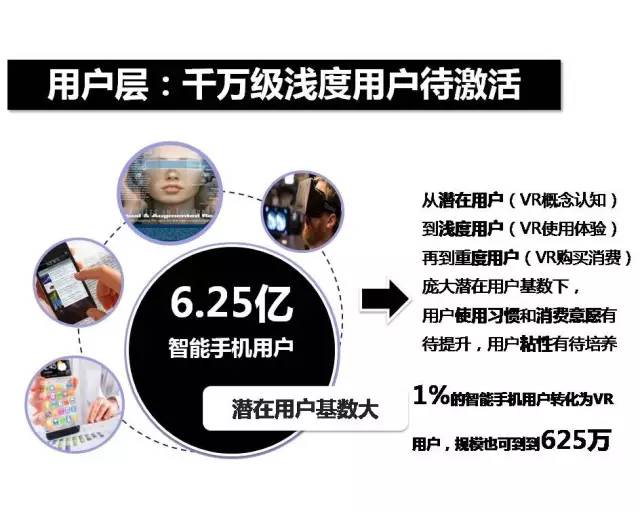 用户层：千万级浅度用户待激活
从潜在用户（VR概念认知）
到浅度用户（VR使用体验）
再到重度用户（VR购买消费）
庞大潜在用户基数下，
用户使用习惯和消费意愿有
待提升，用户粘性有待培养
6.25亿
智能手机用户
潜在用户基数大
1%的智能手机用户转化为VR
用户，规模也可到到625万